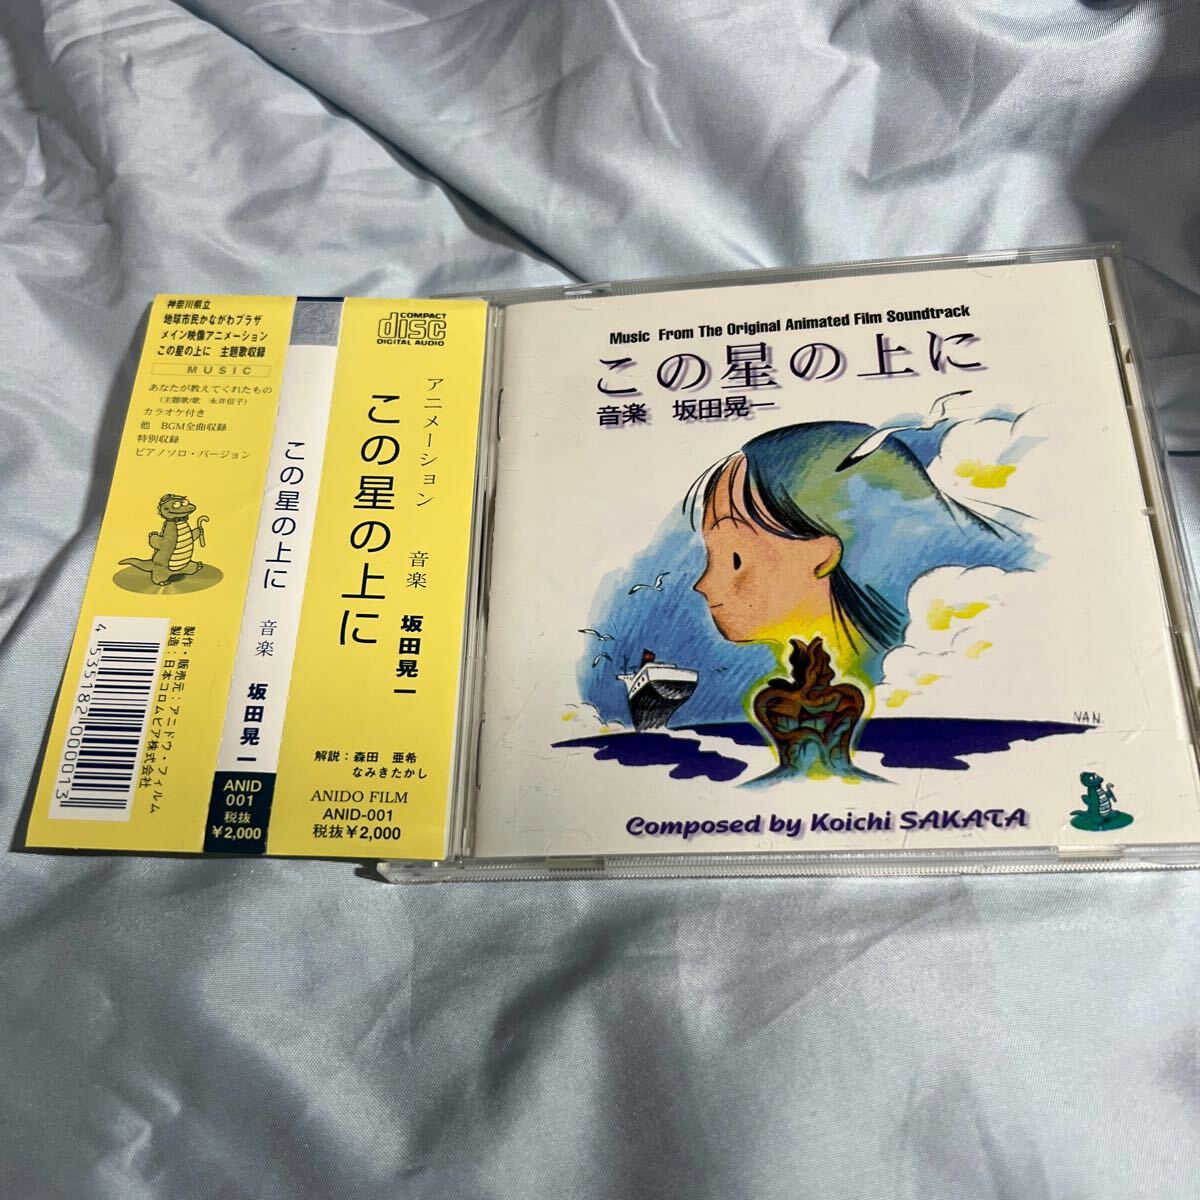 神奈川県立
地球市民かながわプラザ
メイン映像アニメーション
この星の上に 主題歌収録
MUSIC
あなたが教えてくれたもの
(主題歌/歌 永井信子)
カラオケ付き
他 BGM全曲収録
特別収録
ピアノソロ・バージョン
製作・販売元:アニドウ・フィルム
製造:日本コロムビア株式会社
4 535182 000013
この星の上に 音楽 坂田晃一
ANID
001
税抜
¥2,000
COMPACT
disc
DIGITAL AUDIO
アニメーション
この星の上に
音楽 坂田晃一
解説:森田 亜希
なみきたかし
ANIDO FILM
ANID-001
税抜¥2,000
Music From The Original Animated Film Soundtrack
この星の上に
音楽 坂田晃一
NAN.
Composed by Koichi SAKATA